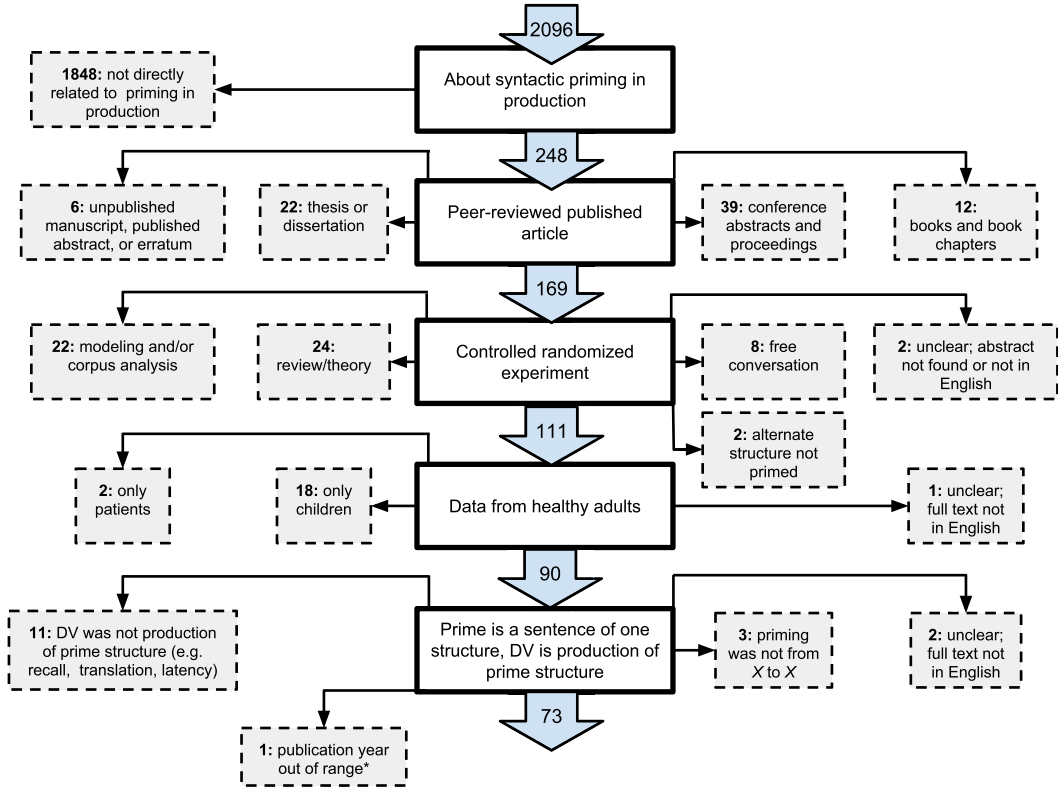 2096
About syntactic priming in
production
1848: not directly
related to priming in
production
248
Peer-reviewed published
article
6: unpublished
manuscript, published
abstract, or erratum
22: thesis or
dissertation
39: conference
abstracts and
proceedings
12:
books and book
chapters
169
Controlled randomized
experiment
22: modeling and/or
corpus analysis
24:
review/theory
8: free
conversation
2: unclear; abstract
not found or not in
English
2: alternate
structure not
primed
111
Data from healthy adults
2: only
patients
18: only
children
1: unclear;
full text not
in English
90
Prime is a sentence of one
structure, DV is production of
prime structure
11: DV was not production
of prime structure (e.g.
recall, translation, latency)
3: priming
was not from
X to X
2: unclear;
full text not
in English
1: publication year
out of range*
73